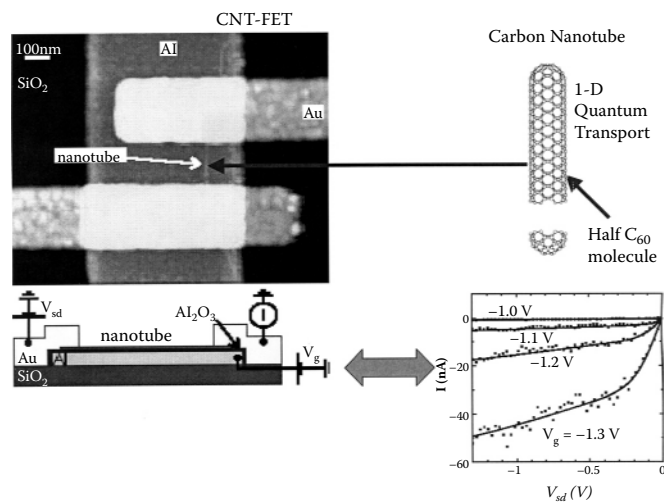 CNT-FET
100nm
AI
SiO2
Au
nanotube
Carbon Nanotube
1-D
Quantum
Transport
Half C60
molecule
Vsd
Al2O3
nanotube
I
Au
Vg
SiO2
I (nA)
0
-20
-40
-60
−1.0 V
−1.1 V
−1.2 V
Vg = −1.3 V
-1
-0.5
0
Vsd (V)